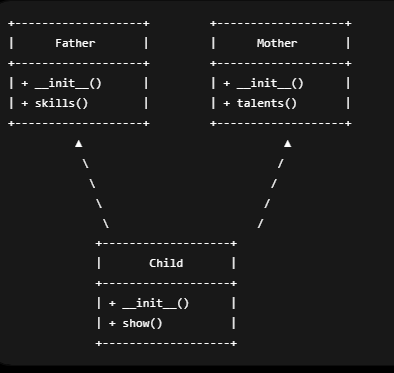 +-------------------+         +-------------------+
|      Father       |         |      Mother       |
+-------------------+         +-------------------+
| + __init__()      |         | + __init__()      |
| + skills()        |         | + talents()       |
+-------------------+         +-------------------+
          ▲                             ▲
           \                           /
            \                         /
             \                       /
              \                     /
             +-------------------+
             |       Child       |
             +-------------------+
             | + __init__()      |
             | + show()          |
             +-------------------+